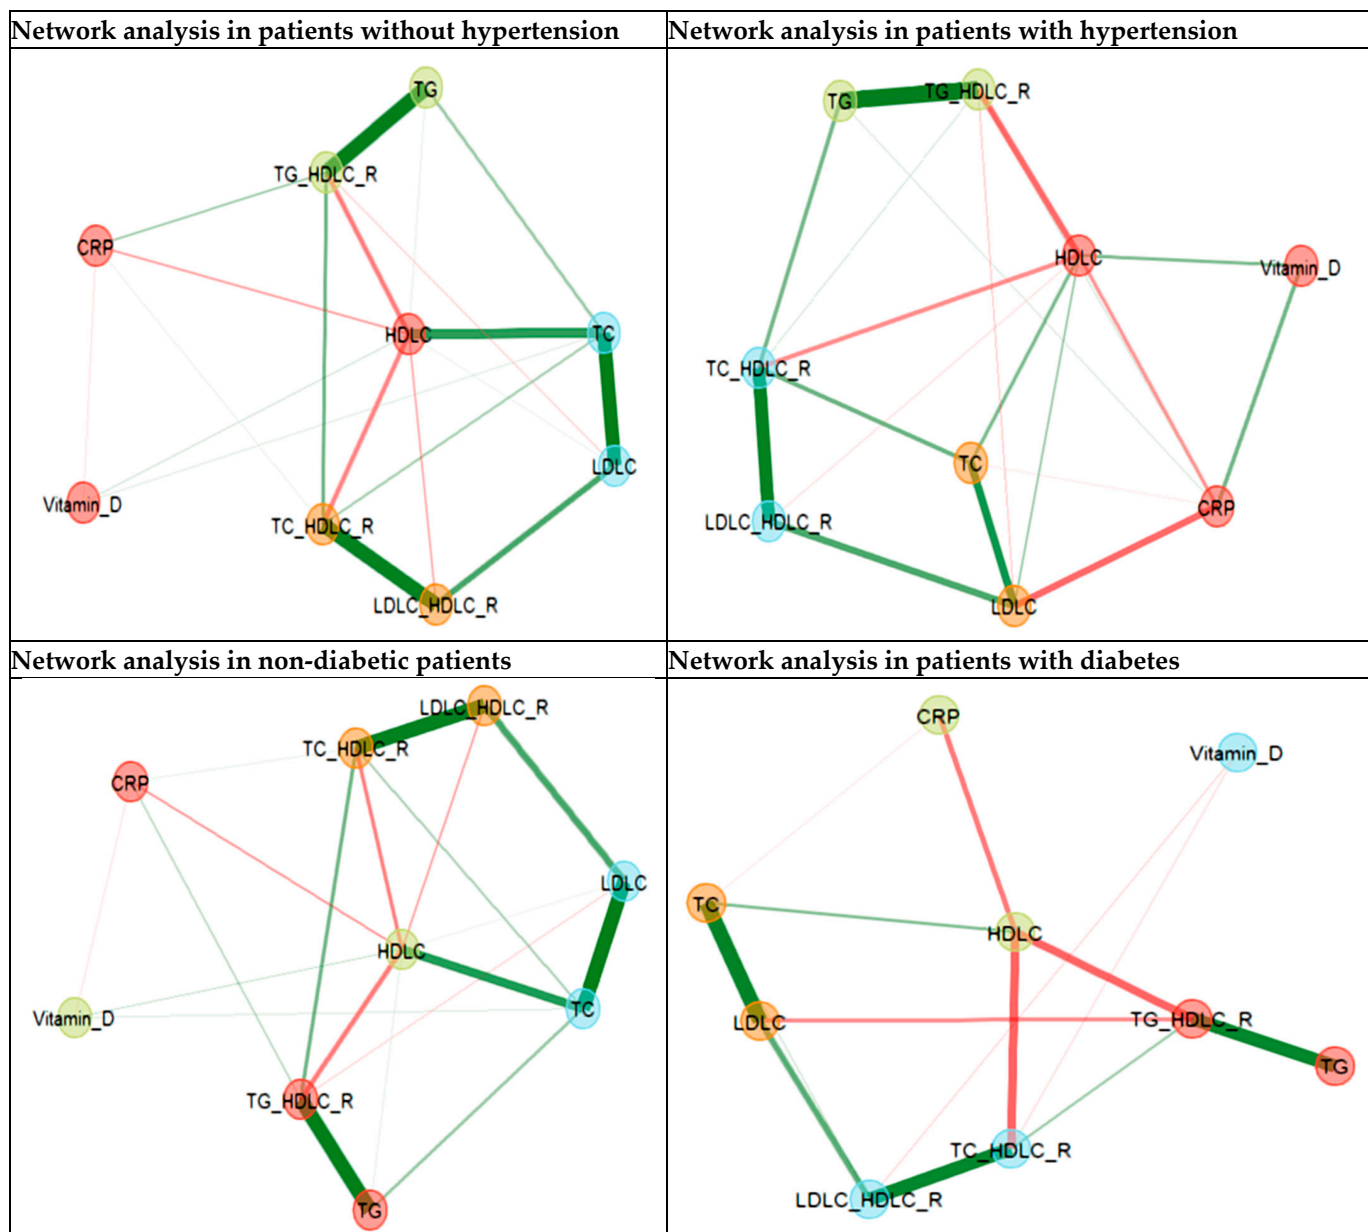 Network analysis in patients without hypertension
TG
TG_HDLC_R
CRP
HDLC
TC
LDLC
Vitamin_D
TC_HDLC_R
LDLC_HDLC_R
Network analysis in patients with hypertension
TG
TG_HDLC_R
HDLC
Vitamin_D
TC_HDLC_R
TC
CRP
LDLC_HDLC_R
LDLC
Network analysis in non-diabetic patients
LDLC_HDLC_R
TC_HDLC_R
CRP
LDLC
HDLC
TC
Vitamin_D
TG_HDLC_R
TG
Network analysis in patients with diabetes
CRP
Vitamin_D
TC
HDLC
LDLC
TG_HDLC_R
TG
TC_HDLC_R
LDLC_HDLC_R